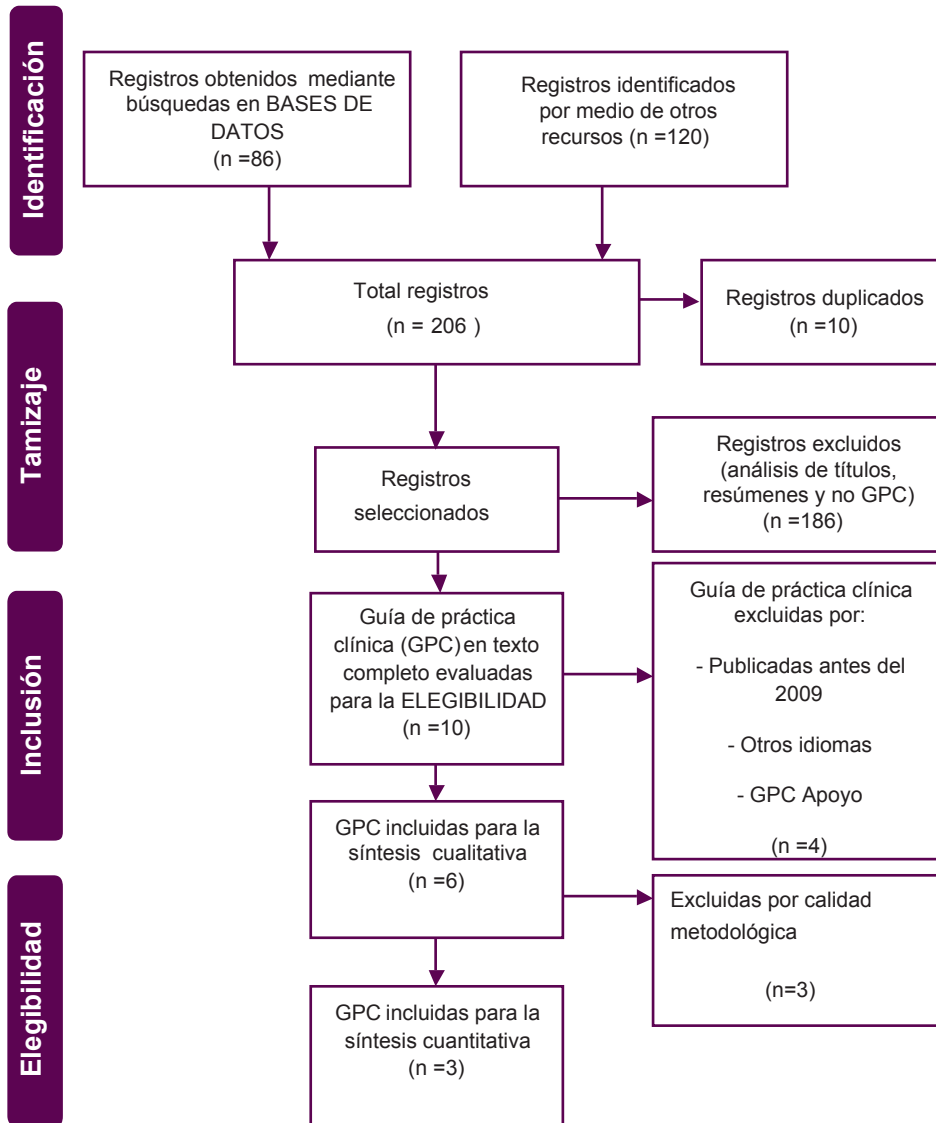 Identificación
Registros obtenidos mediante
búsquedas en BASES DE
DATOS
(n =86)
Registros identificados
por medio de otros
recursos (n =120)
Total registros
(n = 206 )
Registros duplicados
(n =10)
Tamizaje
Registros
seleccionados
Registros excluidos
(análisis de títulos,
resúmenes y no GPC)
(n =186)
Inclusión
Guía de práctica
clínica (GPC) en texto
completo evaluadas
para la ELEGIBILIDAD
(n =10)
Guía de práctica clínica
excluidas por:
- Publicadas antes del
2009
- Otros idiomas
- GPC Apoyo
(n =4)
GPC incluidas para la
síntesis cualitativa
(n =6)
Elegibilidad
Excluidas por calidad
metodológica
(n=3)
GPC incluidas para la
síntesis cuantitativa
(n =3)